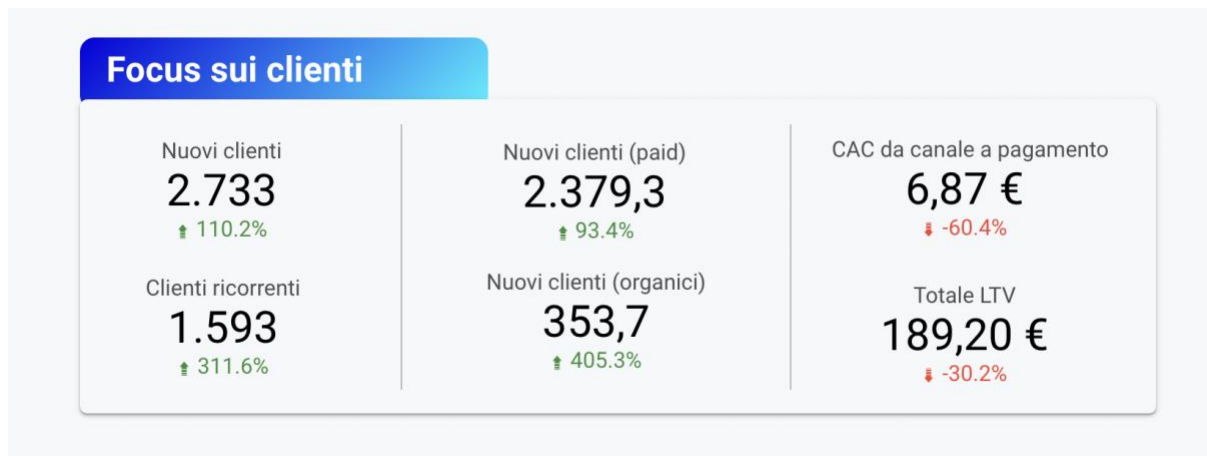 Focus sui clienti
Nuovi clienti
2.733
110.2%
Clienti ricorrenti
1.593
311.6%
Nuovi clienti (paid)
2.379,3
93.4%
Nuovi clienti (organici)
353,7
405.3%
CAC da canale a pagamento
6,87 €
-60.4%
Totale LTV
189,20 €
-30.2%